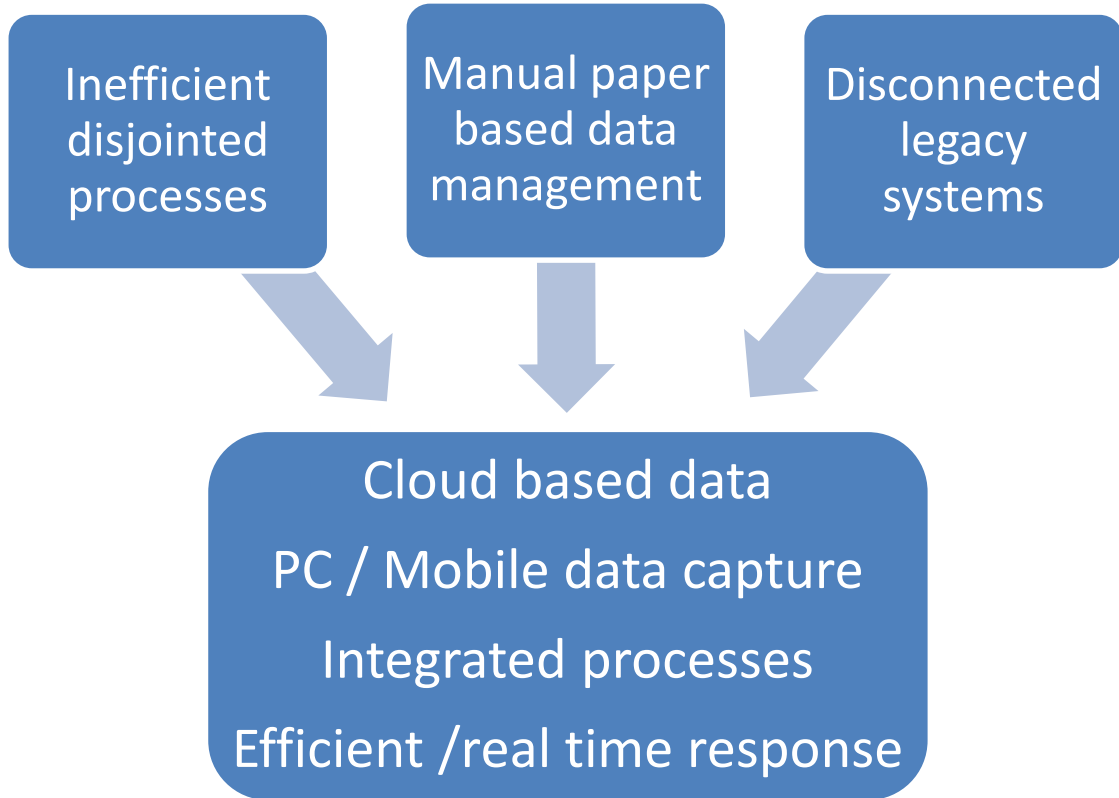 Inefficient
disjointed
processes
Manual paper
based data
management
Disconnected
legacy
systems
Cloud based data
PC / Mobile data capture
Integrated processes
Efficient /real time response